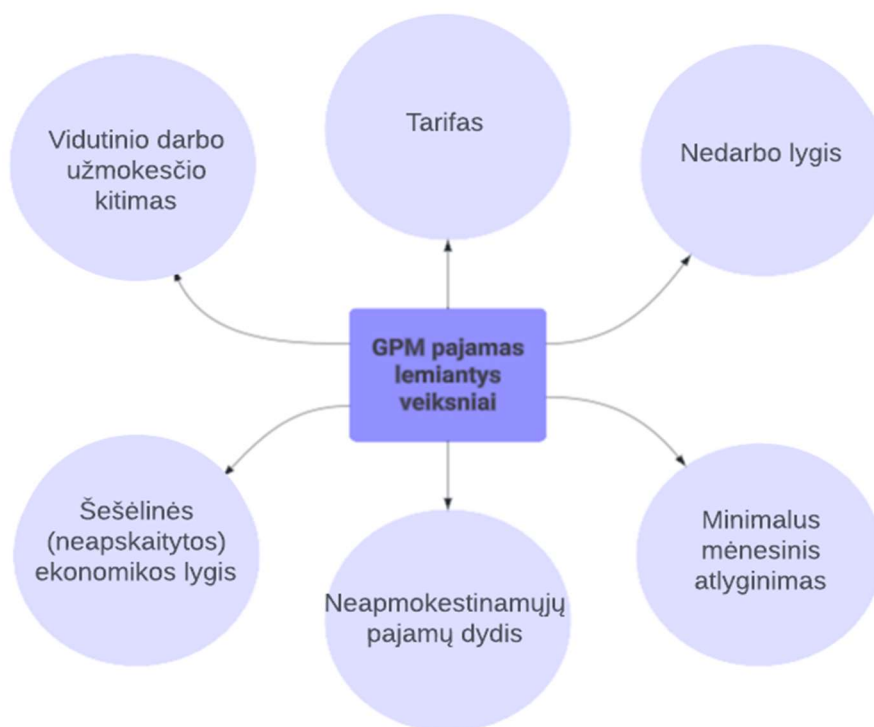 Vidutinio darbo
užmokesčio
kitimas
Tarifas
Nedarbo lygis
GPM pajamas
lemiantys
veiksniai
Šešėlinės
(neapskaitytos)
ekonomikos lygis
Neapmokestinamųjų
pajamų dydis
Minimalus
mėnesinis
atlyginimas